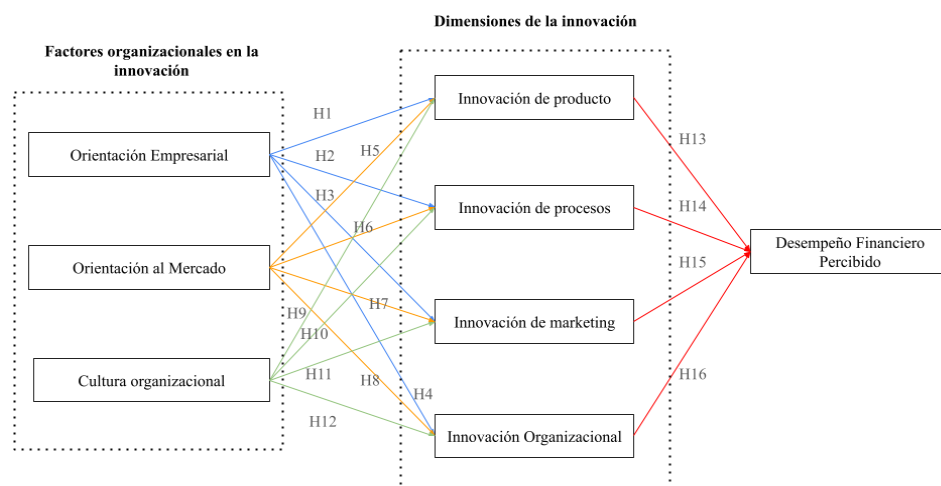 Dimensiones de la innovación
Factores organizacionales en la
innovación
Innovación de producto
H1
H13
Orientación Empresarial
H5
H2
H3
Innovación de procesos
H14
H6
Desempeño Financiero
Percibido
Orientación al Mercado
H15
H7
H9
Innovación de marketing
H10
H11
H8
H16
Cultura organizacional
H4
H12
Innovación Organizacional